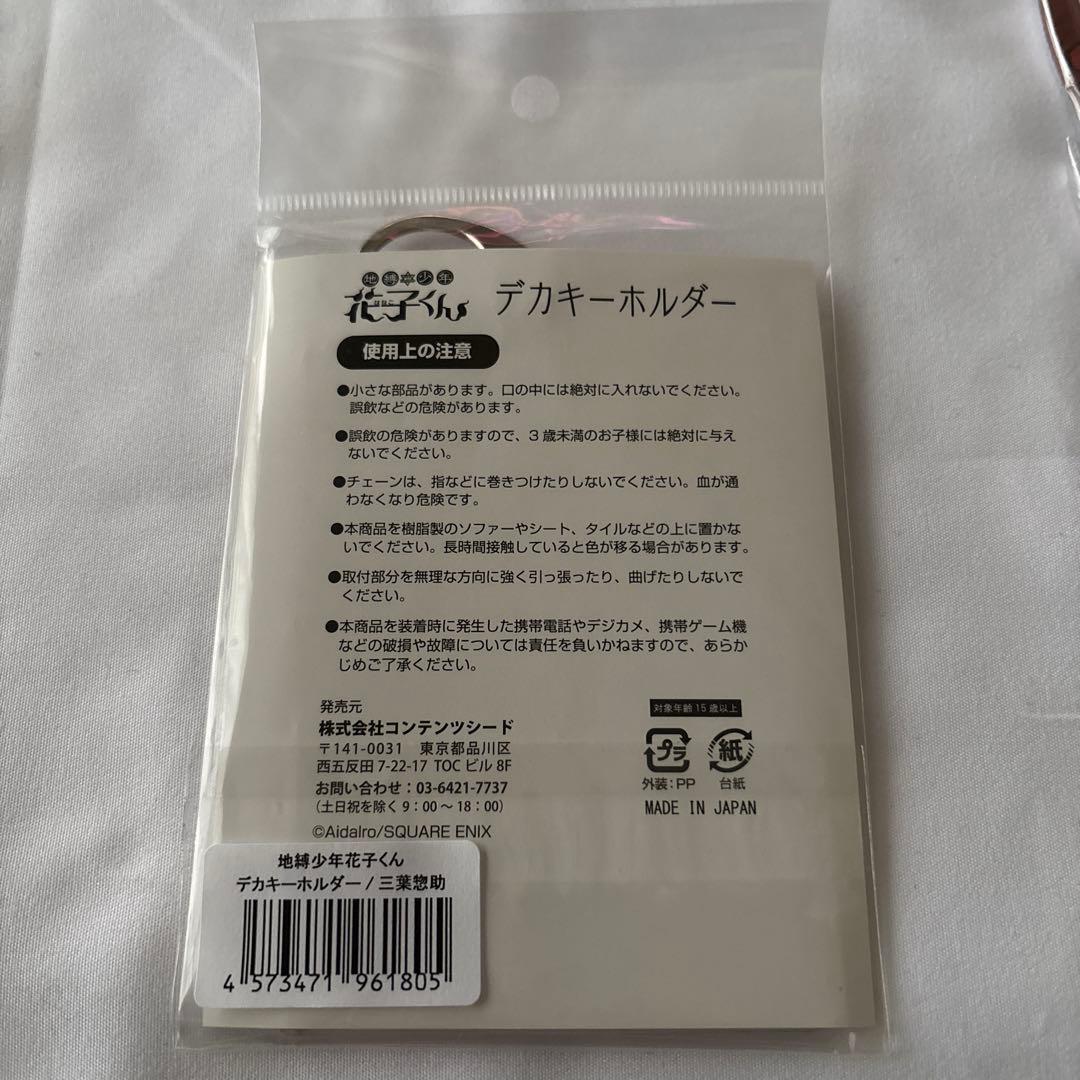 地縛少年
花子くん
はなこ
デカキーホルダー
使用上の注意
●小さな部品があります。口の中には絶対に入れないでください。
誤飲などの危険があります。
●誤飲の危険がありますので、3歳未満のお子様には絶対に与え
ないでください。
●チェーンは、指などに巻きつけたりしないでください。血が通
わなくなり危険です。
●本商品を樹脂製のソファーやシート、タイルなどの上に置かな
いでください。長時間接触していると色が移る場合があります。
●取付部分を無理な方向に強く引っ張ったり、曲げたりしないで
ください。
●本商品を装着時に発生した携帯電話やデジカメ、携帯ゲーム機
などの破損や故障については責任を負いかねますので、あらか
じめご了承ください。
発売元
株式会社コンテンツシード
〒141-0031 東京都品川区
西五反田7-22-17 TOCビル 8F
お問い合わせ：03-6421-7737
（土日祝を除く 9：00～18：00）
©AidaIro/SQUARE ENIX
対象年齢15歳以上
プラ
紙
外装：PP
台紙
MADE IN JAPAN
地縛少年花子くん
デカキーホルダー / 三葉惣助
4 573471 961805